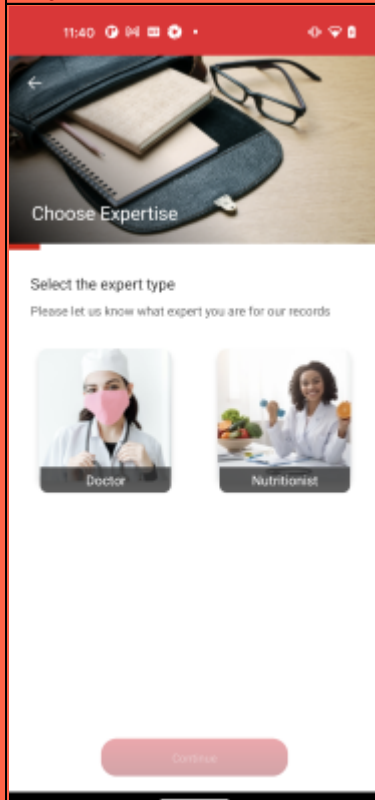 11:40
Choose Expertise
Select the expert type
Please let us know what expert you are for our records
Doctor
Nutritionist
Continue